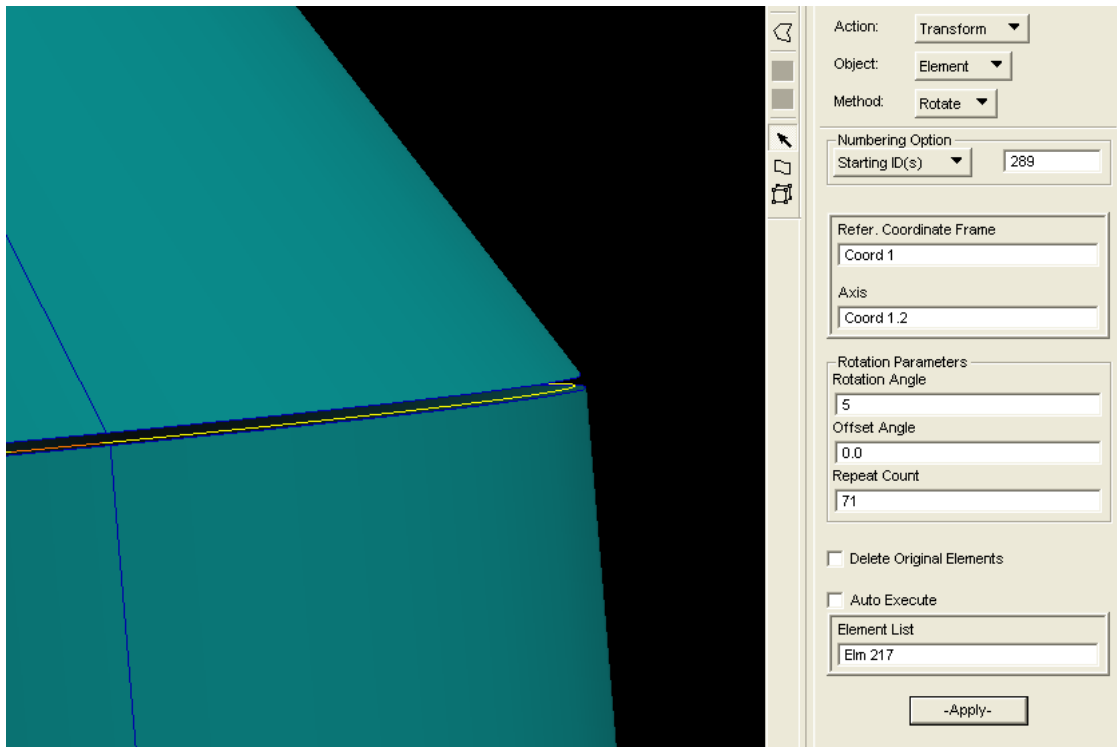 Action: Transform
Object: Element
Method: Rotate
Numbering Option
Starting ID(s) 289
Refer. Coordinate Frame
Coord 1
Axis
Coord 1.2
Rotation Parameters
Rotation Angle
5
Offset Angle
0.0
Repeat Count
71
Delete Original Elements
Auto Execute
Element List
Elm 217
-Apply-